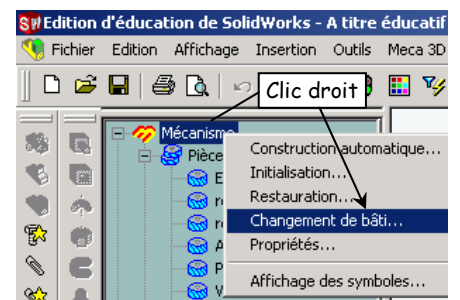 Edition d'éducation de SolidWorks - A titre éducatif
Fichier Edition Affichage Insertion Outils Meca 3D
Clic droit
Mécanisme
Pièce
Construction automatique...
Initialisation...
Restauration...
Changement de bâti...
Propriétés...
Affichage des symboles...